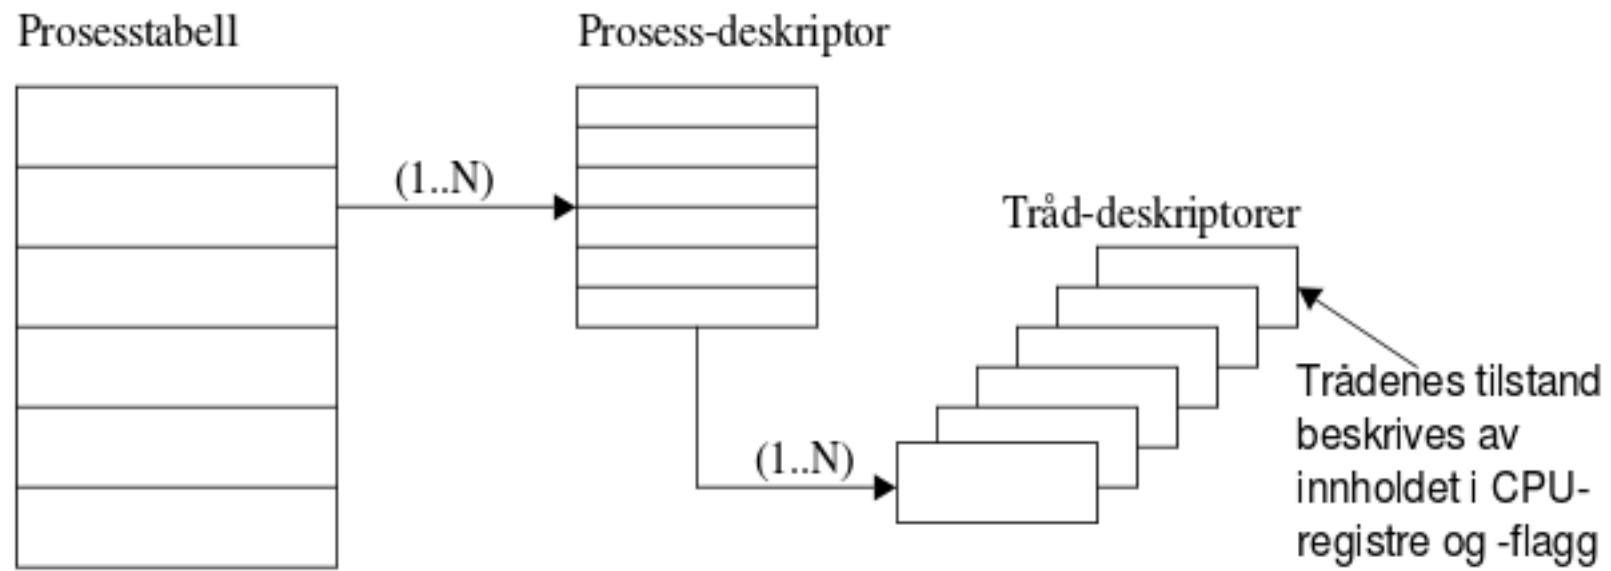 Prosesstabell
Prosess-deskriptor
(1..N)
Tråd-deskriptorer
(1..N)
Trådenes tilstand
beskrives av
innholdet i CPU-
registre og -flagg